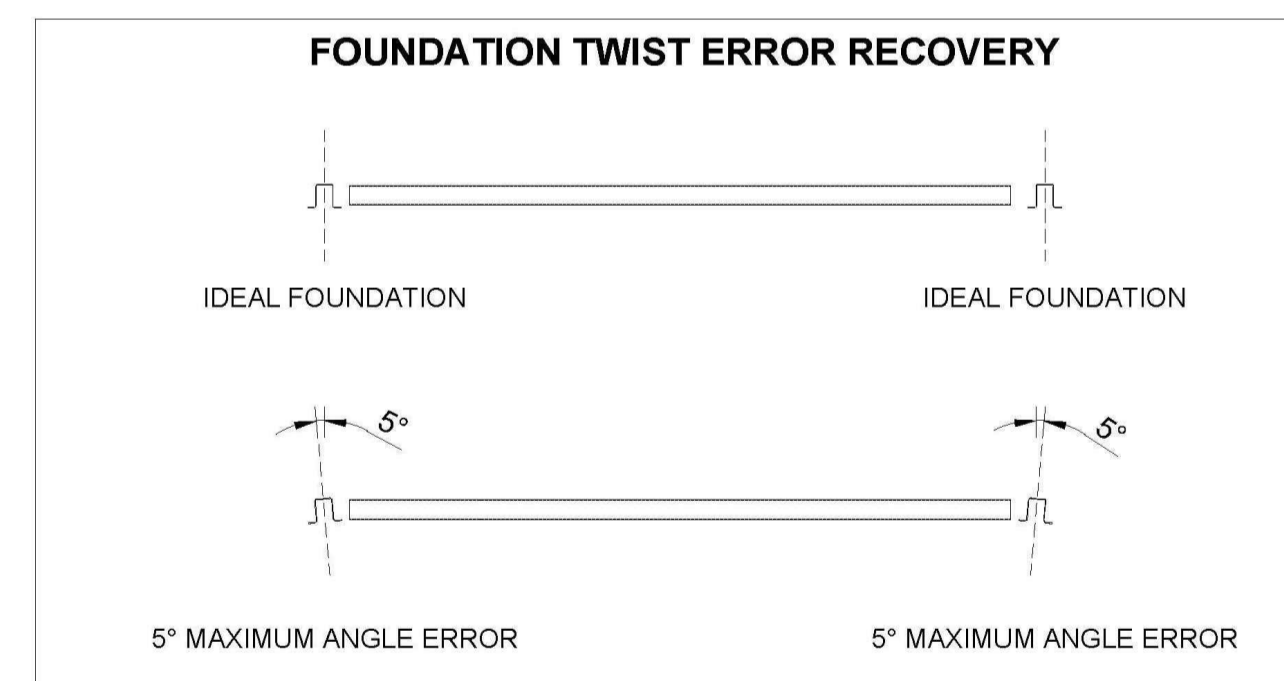 FOUNDATION TWIST ERROR RECOVERY
IDEAL FOUNDATION
IDEAL FOUNDATION
5°
5°
5° MAXIMUM ANGLE ERROR
5° MAXIMUM ANGLE ERROR